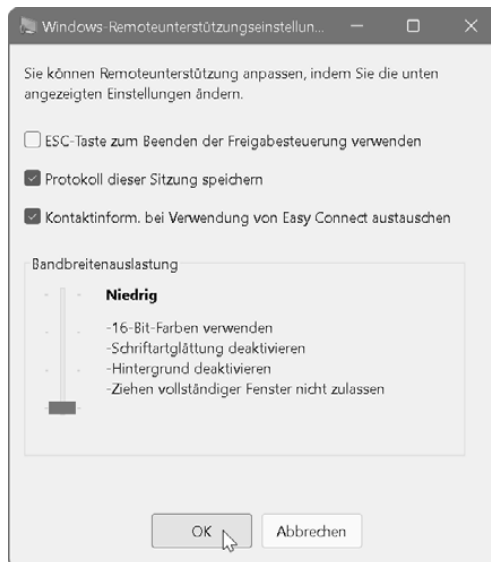 Windows-Remoteunterstützungseinstellun...
Sie können Remoteunterstützung anpassen, indem Sie die unten
angezeigten Einstellungen ändern.
ESC-Taste zum Beenden der Freigabesteuerung verwenden
Protokoll dieser Sitzung speichern
Kontaktinform. bei Verwendung von Easy Connect austauschen
Bandbreitenauslastung
Niedrig
-16-Bit-Farben verwenden
-Schriftartglättung deaktivieren
-Hintergrund deaktivieren
-Ziehen vollständiger Fenster nicht zulassen
OK Abbrechen